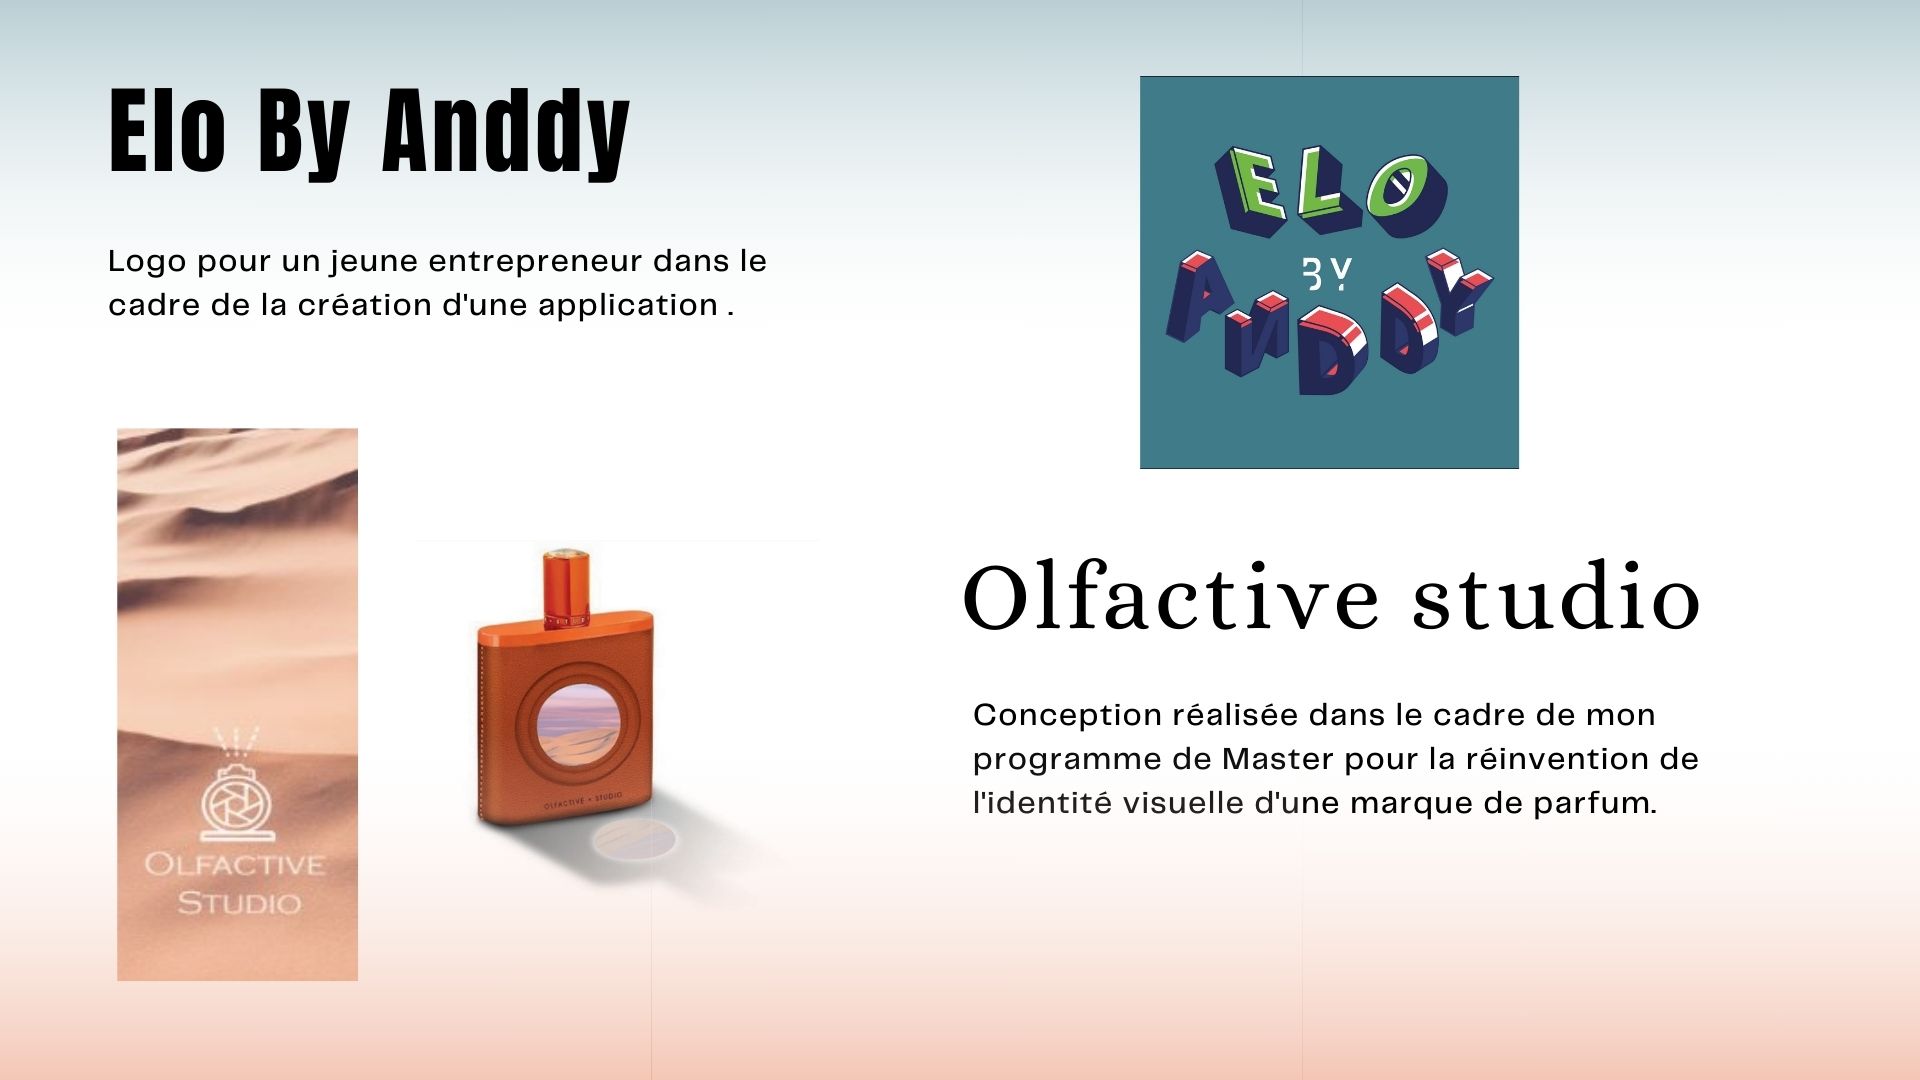 Elo By Anddy
Logo pour un jeune entrepreneur dans le
cadre de la création d'une application .
ELO
BY
ANDDY
OLFACTIVE
STUDIO
OLFACTIVE • STUDIO
Olfactive studio
Conception réalisée dans le cadre de mon
programme de Master pour la réinvention de
l'identité visuelle d'une marque de parfum.